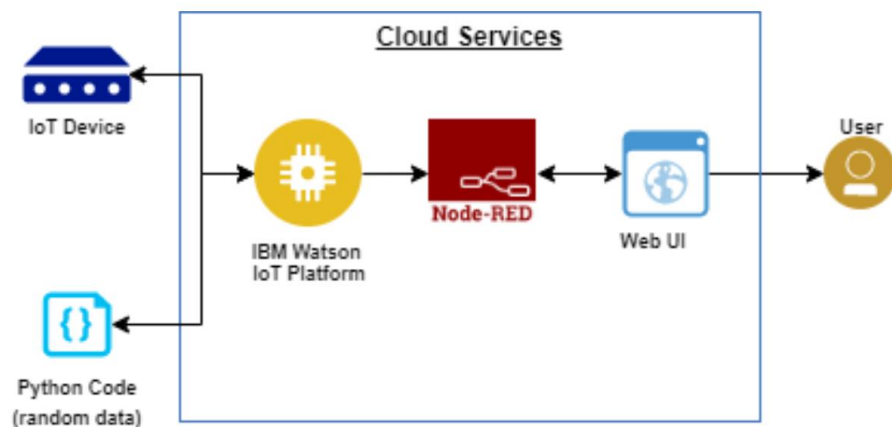 Cloud Services
IoT Device
User
Node-RED
IBM Watson
IoT Platform
Web UI
{ }
Python Code
(random data)